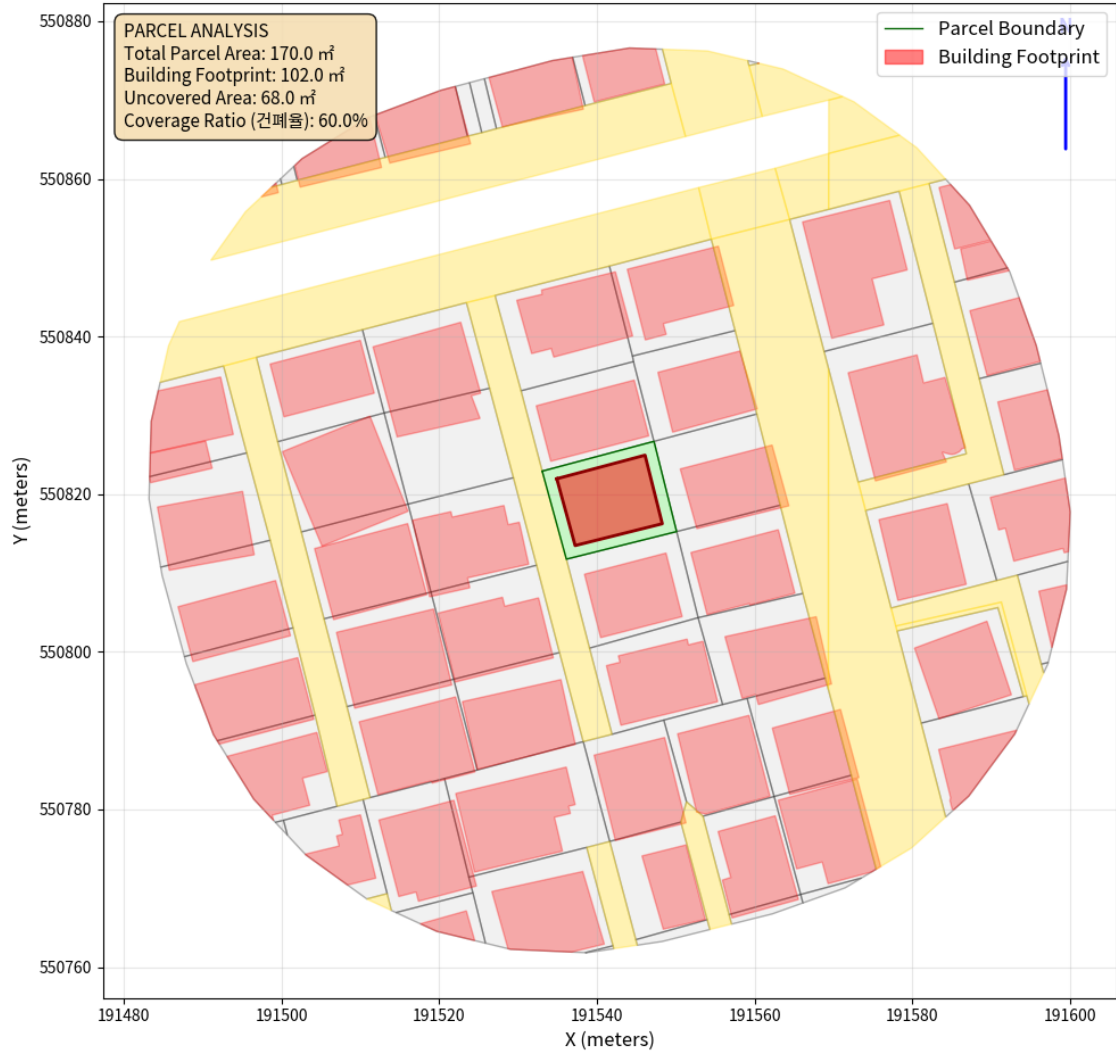 PARCEL ANALYSIS
Total Parcel Area: 170.0 ㎡
Building Footprint: 102.0 ㎡
Uncovered Area: 68.0 ㎡
Coverage Ratio (건폐율): 60.0%
Parcel Boundary
Building Footprint
N
550880
550860
550840
550820
550800
550780
550760
Y (meters)
191480
191500
191520
191540
191560
191580
191600
X (meters)